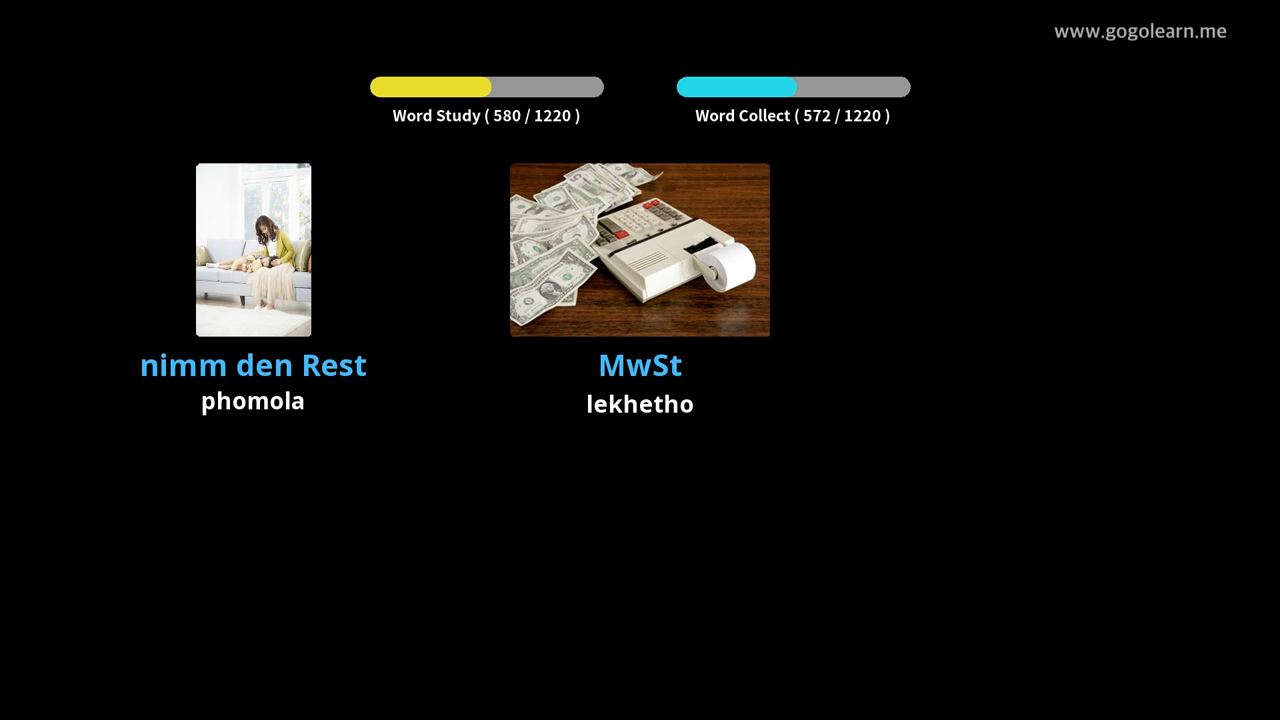 www.gogolearn.me
Word Study ( 580 / 1220 )
Word Collect ( 572 / 1220 )
nimm den Rest
phomola
MwSt
lekhetho